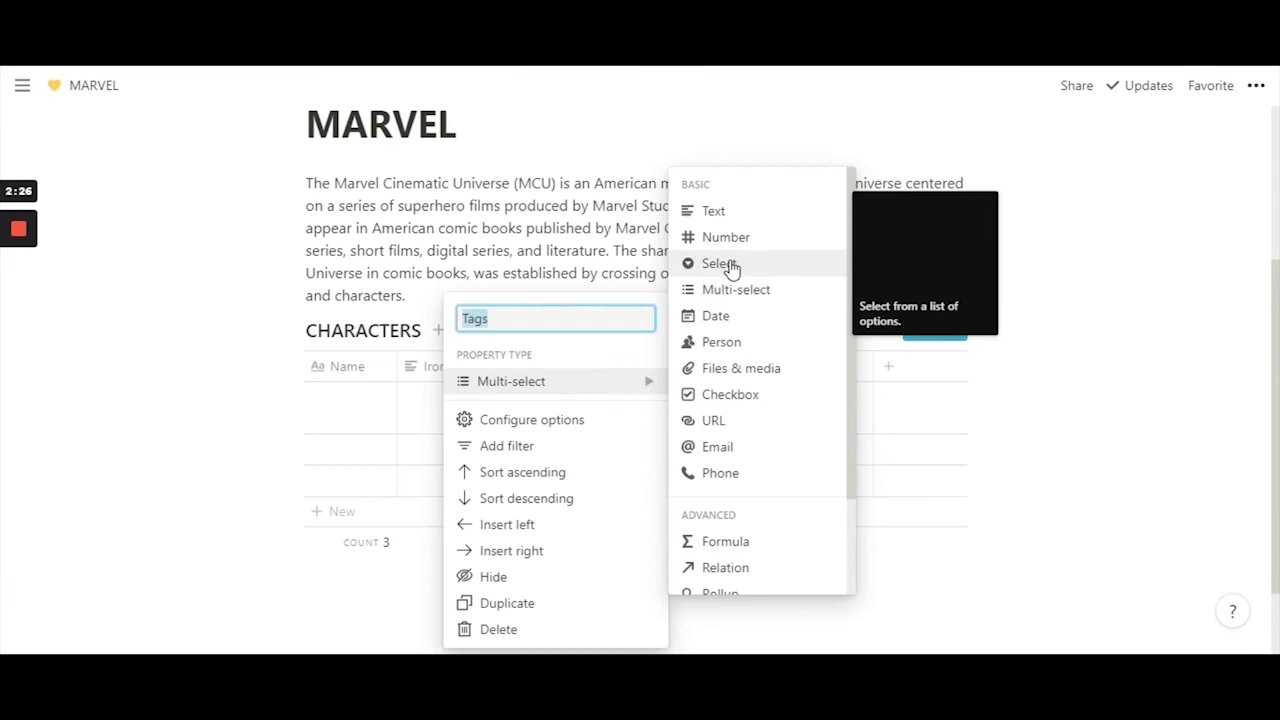 MARVEL
Share
Updates
Favorite
MARVEL
The Marvel Cinematic Universe (MCU) is an American m
niverse centered
on a series of superhero films produced by Marvel Stud
appear in American comic books published by Marvel C
series, short films, digital series, and literature. The shar
Universe in comic books, was established by crossing o
and characters.
2:26
CHARACTERS +
Aa Name
Iron
+
+ New
COUNT 3
Tags
PROPERTY TYPE
Multi-select
Configure options
Add filter
Sort ascending
Sort descending
Insert left
Insert right
Hide
Duplicate
Delete
BASIC
Text
Number
Select
Multi-select
Date
Person
Files & media
Checkbox
URL
Email
Phone
ADVANCED
Formula
Relation
Rollup
Select from a list of
options.
?